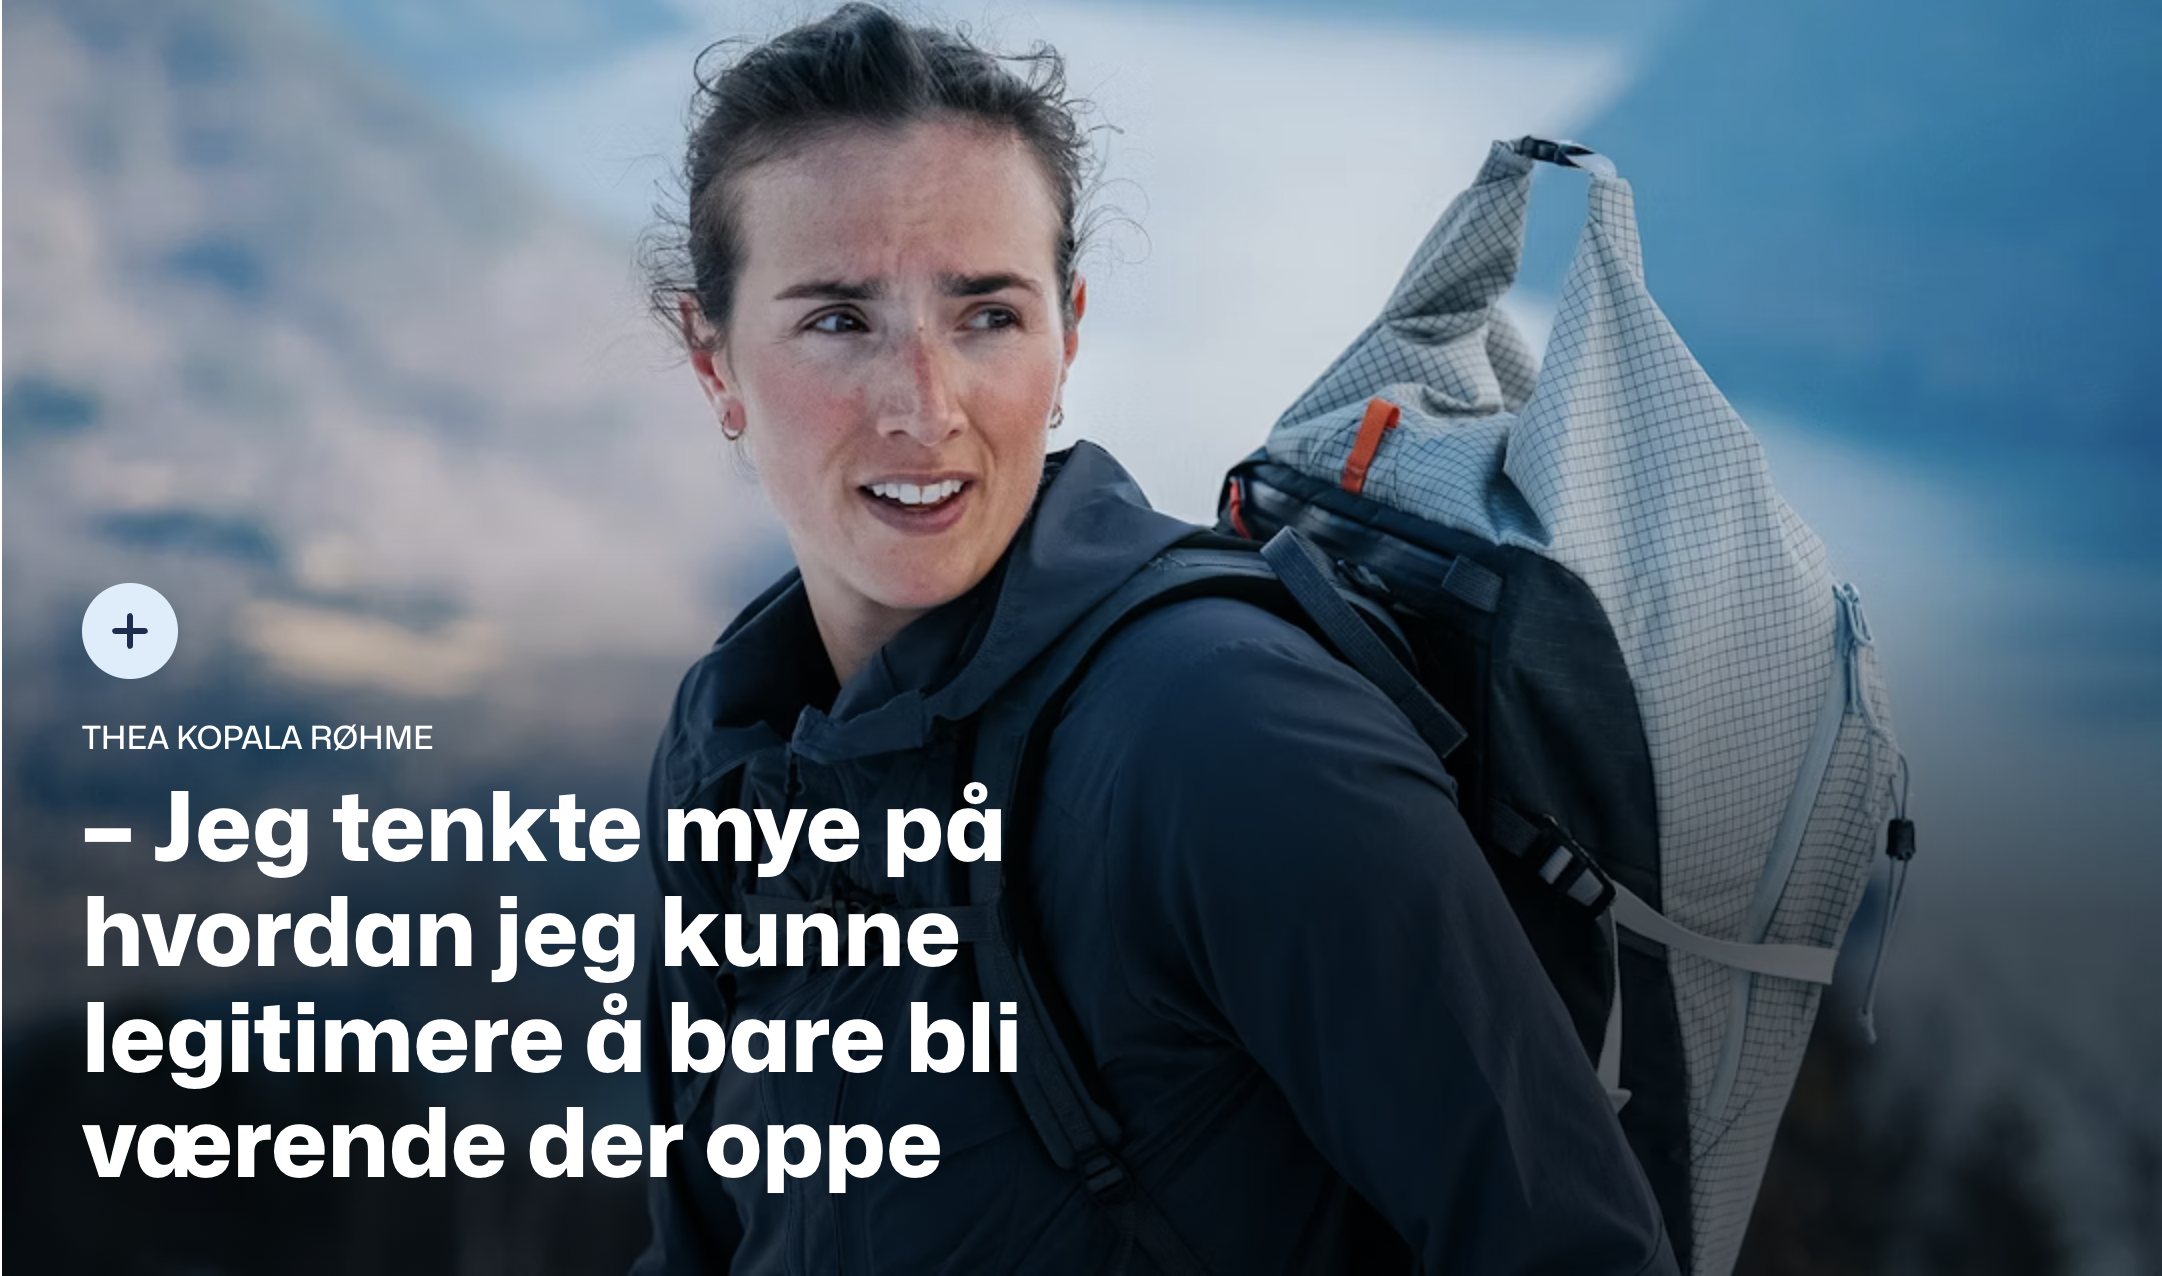 THEA KOPALA RØHME
– Jeg tenkte mye på
hvordan jeg kunne
legitimere å bare bli
værende der oppe